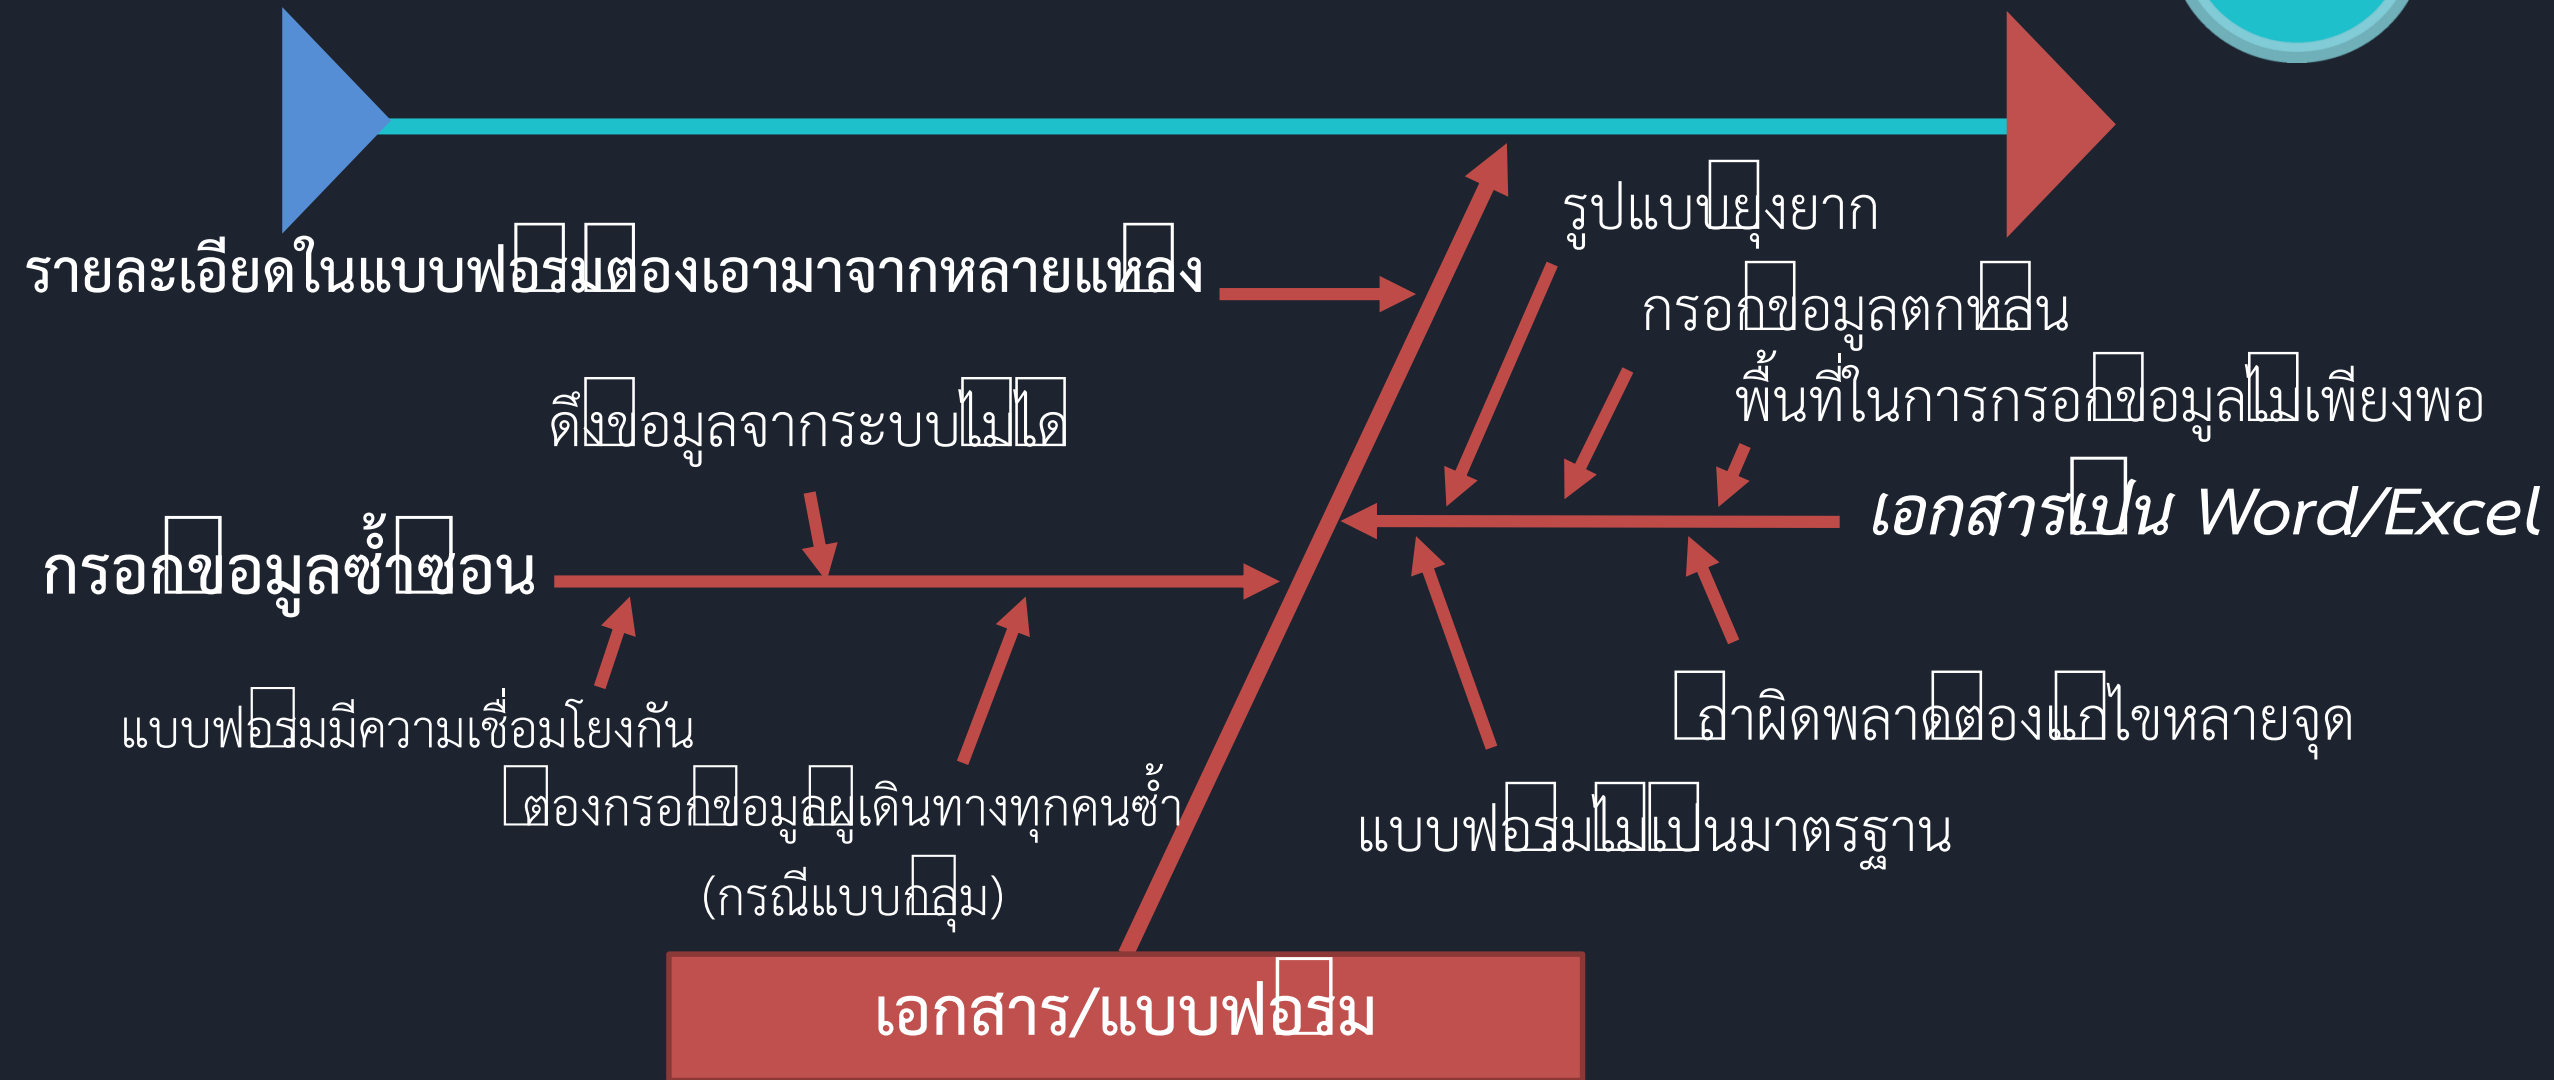 รูปแบบยุ่งยาก
รายละเอียดในแบบฟอร์มต้องเอามาจากหลายแหล่ง
กรอกข้อมูลตกหล่น
พื้นที่ในการกรอกข้อมูลไม่เพียงพอ
ดึงข้อมูลจากระบบไม่ได้
เอกสารเป็น Word/Excel
กรอกข้อมูลซ้ำซ้อน
แบบฟอร์มมีความเชื่อมโยงกัน
ถ้าผิดพลาดต้องแก้ไขหลายจุด
ต้องกรอกข้อมูลผู้เดินทางทุกคนซ้ำ
(กรณีแบบกลุ่ม)
แบบฟอร์มไม่เป็นมาตรฐาน
เอกสาร/แบบฟอร์ม